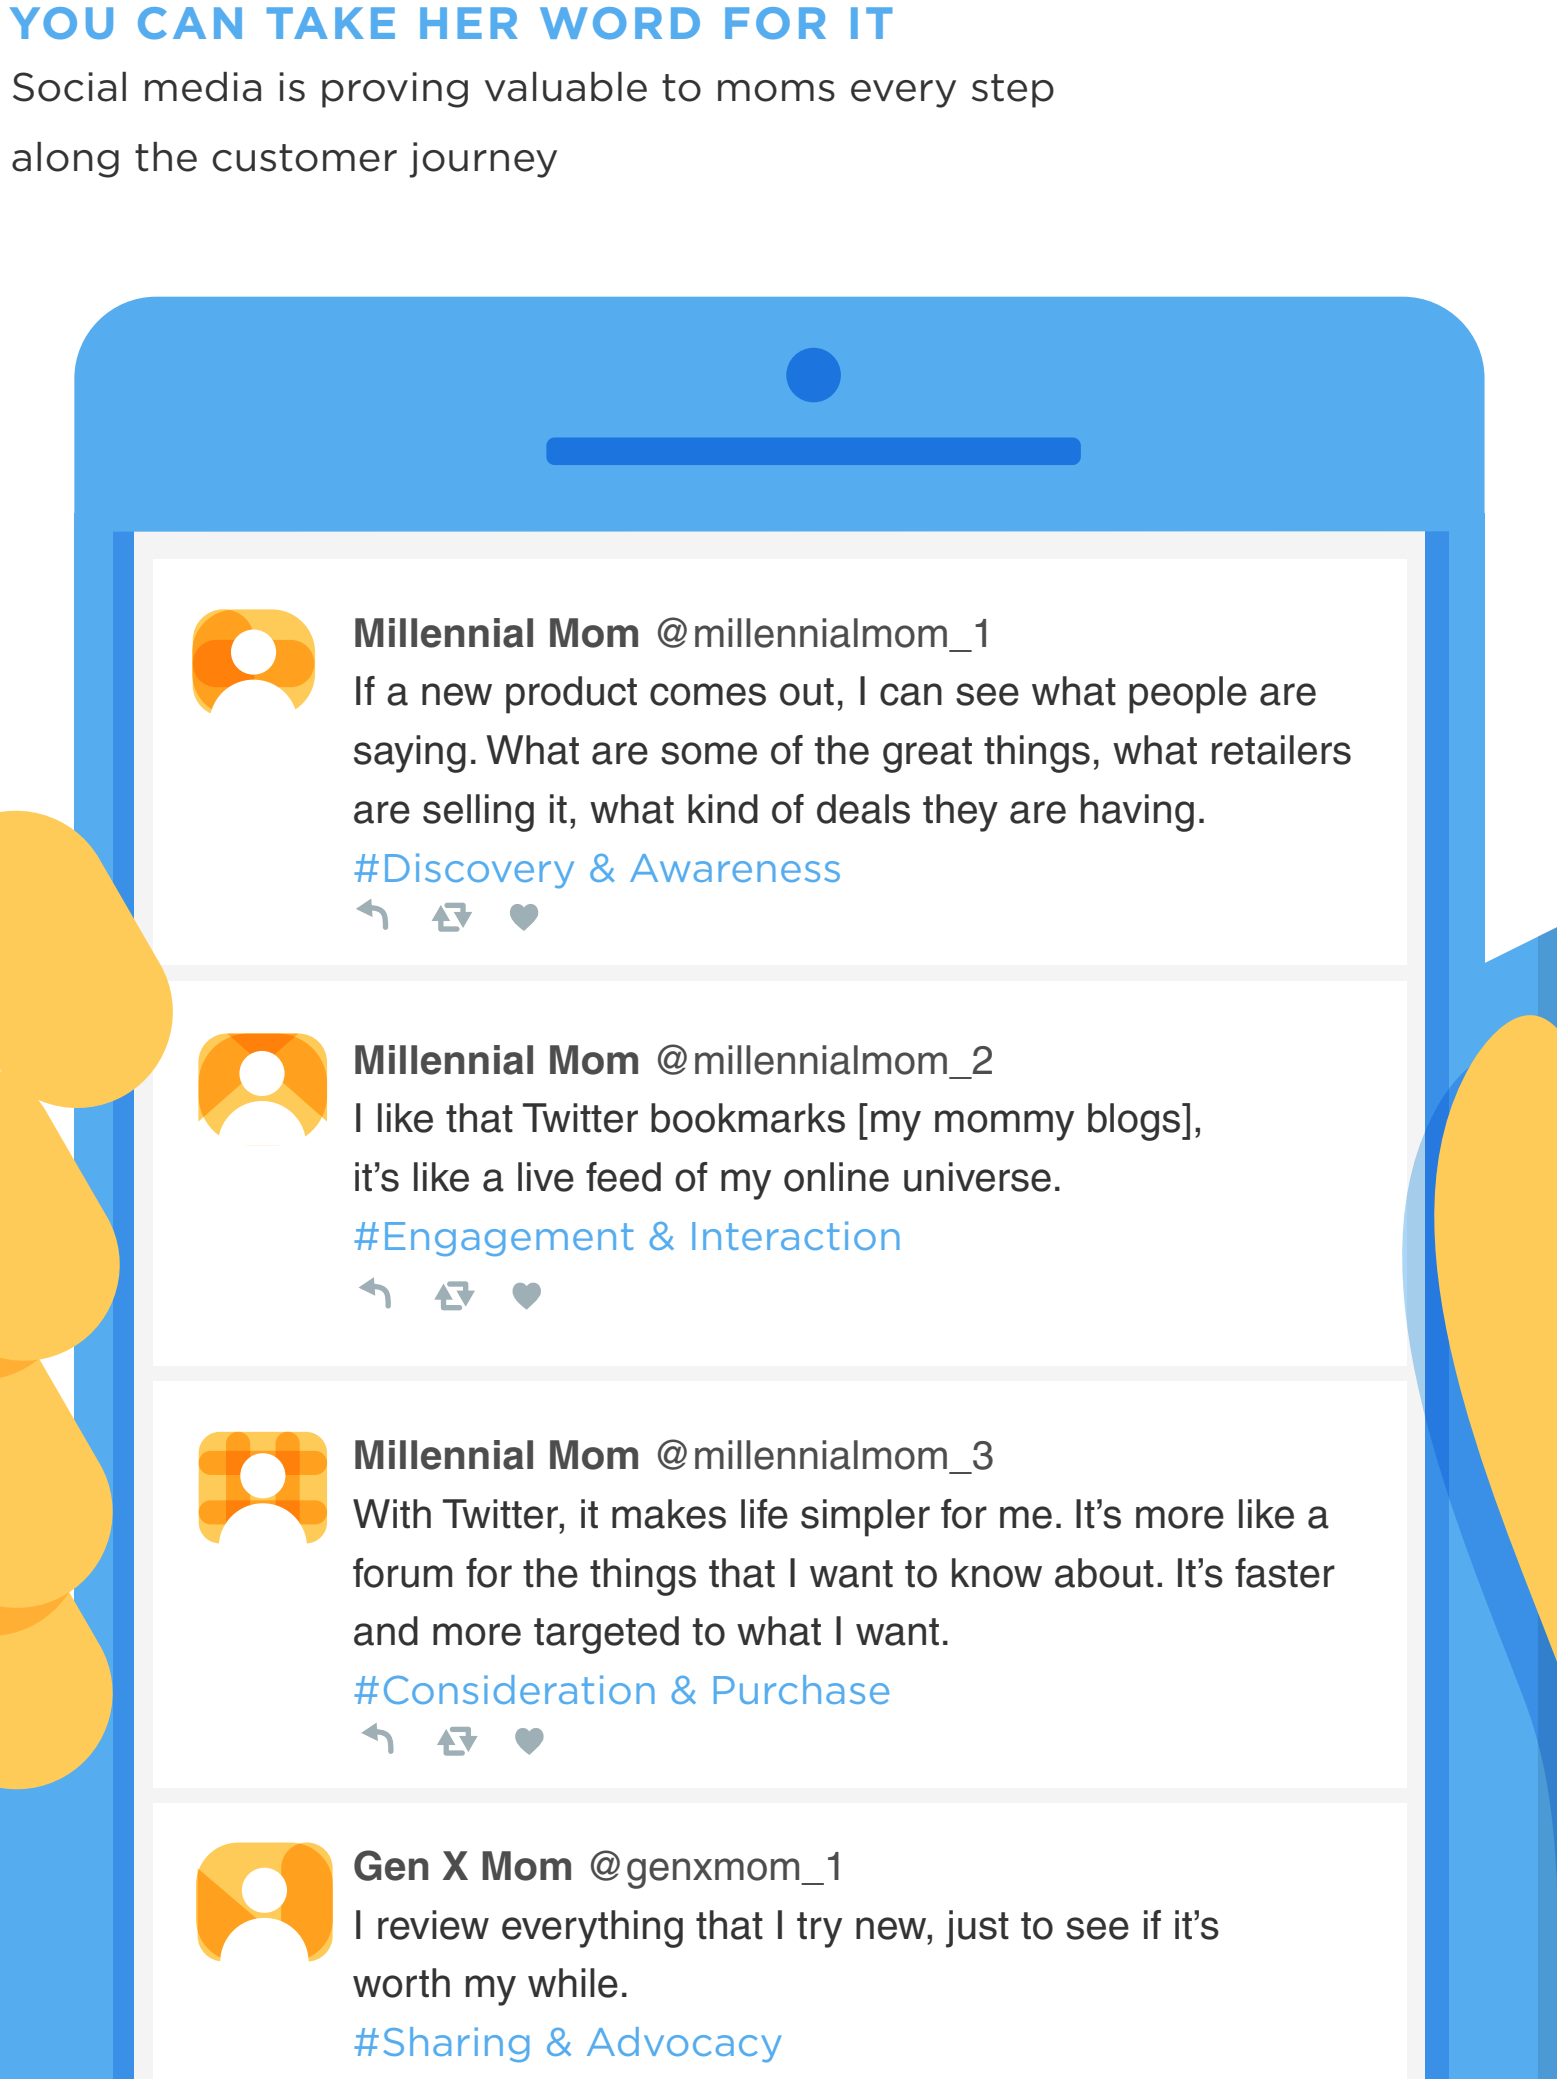 YOU CAN TAKE HER WORD FOR IT
Social media is proving valuable to moms every step
along the customer journey
Millennial Mom @millennialmom_1
If a new product comes out, I can see what people are
saying. What are some of the great things, what retailers
are selling it, what kind of deals they are having.
#Discovery & Awareness
Millennial Mom @millennialmom_2
I like that Twitter bookmarks [my mommy blogs],
it’s like a live feed of my online universe.
#Engagement & Interaction
Millennial Mom @millennialmom_3
With Twitter, it makes life simpler for me. It’s more like a
forum for the things that I want to know about. It’s faster
and more targeted to what I want.
#Consideration & Purchase
Gen X Mom @genxmom_1
I review everything that I try new, just to see if it’s
worth my while.
#Sharing & Advocacy